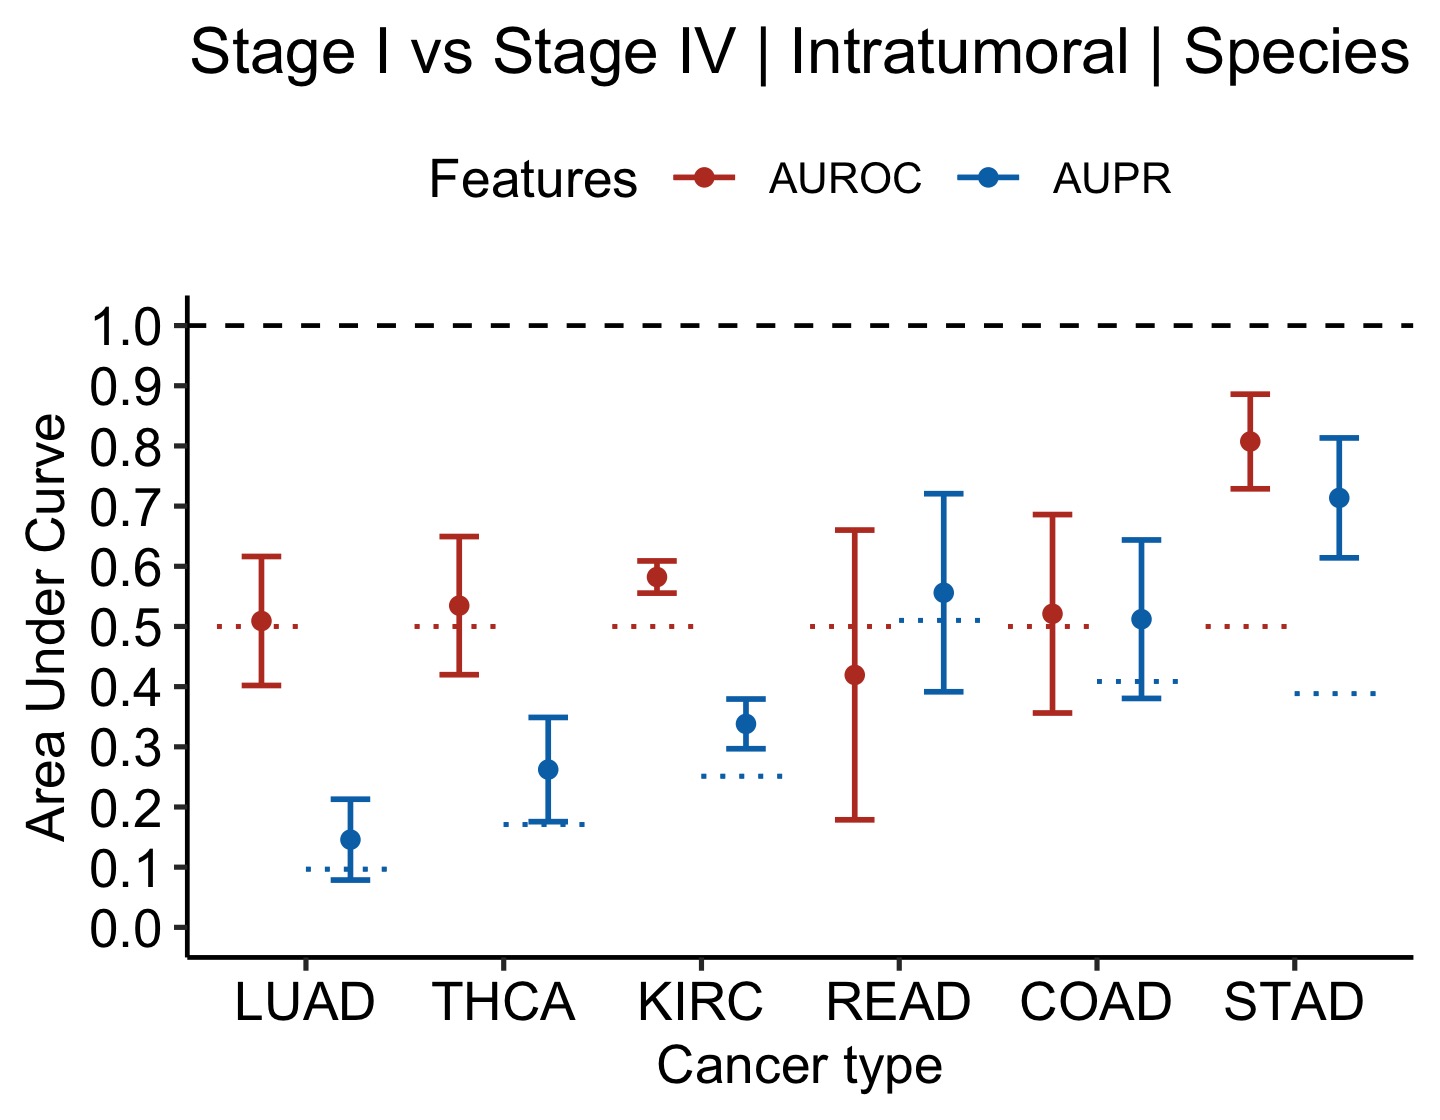 Stage I vs Stage IV | Intratumoral | Species
Features AUROC AUPR
Area Under Curve
1.0
0.9
0.8
0.7
0.6
0.5
0.4
0.3
0.2
0.1
0.0
LUAD THCA KIRC READ COAD STAD
Cancer type